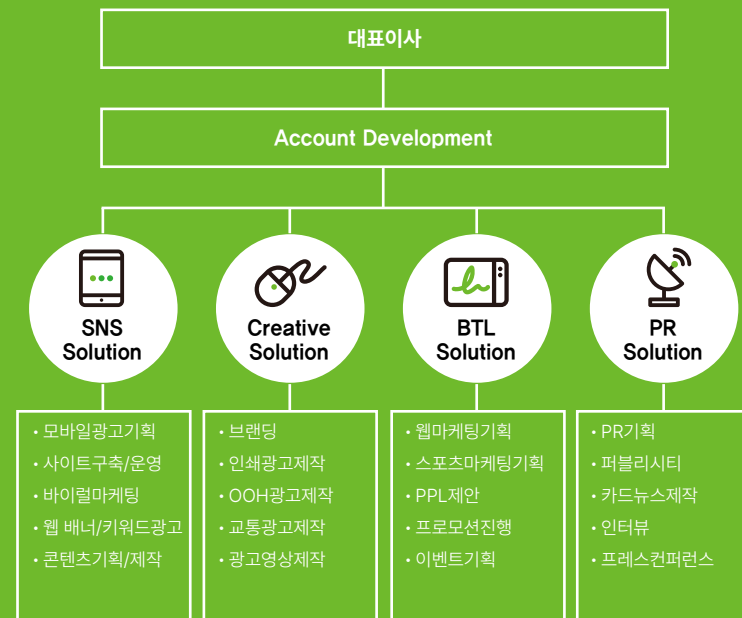 대표이사
Account Development
SNS
Solution
Creative
Solution
BTL
Solution
PR
Solution
• 모바일광고기획
• 사이트구축/운영
• 바이럴마케팅
• 웹 배너/키워드광고
• 콘텐츠기획/제작
• 브랜딩
• 인쇄광고제작
• OOH광고제작
• 교통광고제작
• 광고영상제작
• 웹마케팅기획
• 스포츠마케팅기획
• PPL제안
• 프로모션진행
• 이벤트기획
• PR기획
• 퍼블리시티
• 카드뉴스제작
• 인터뷰
• 프레스컨퍼런스